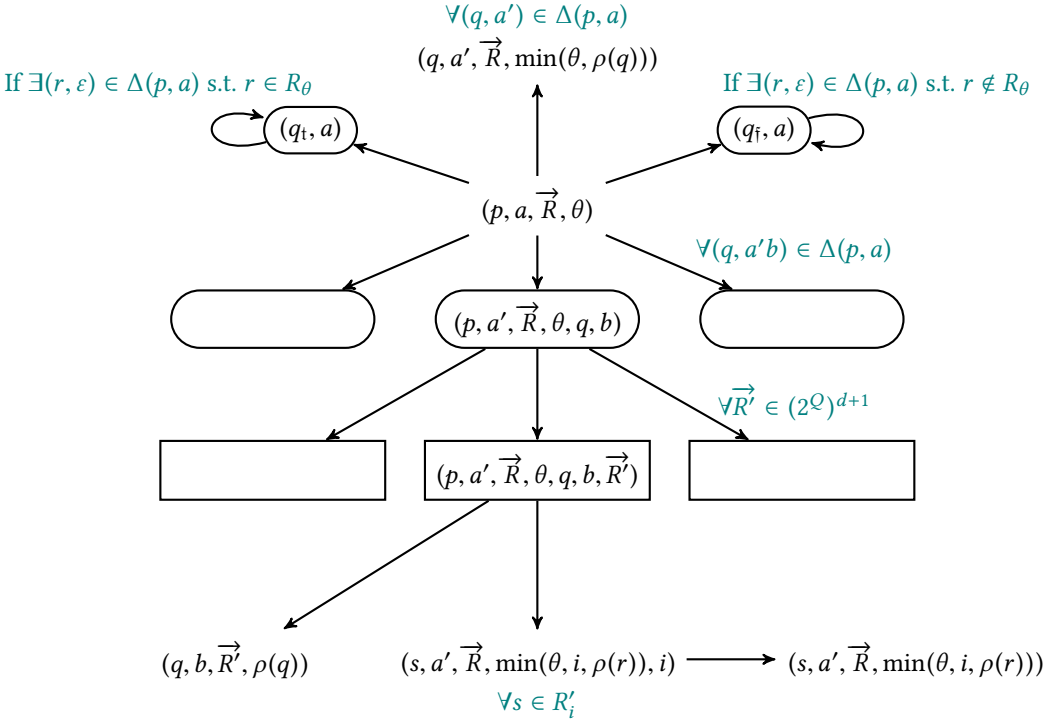 ∀(q, a′) ∈ Δ(p, a)
(q, a′, R⃗, min(θ, ρ(q)))
If ∃(r, ε) ∈ Δ(p, a) s.t. r ∈ R_θ
If ∃(r, ε) ∈ Δ(p, a) s.t. r ∉ R_θ
(q_𝔱, a)
(q_𝔣̃, a)
(p, a, R⃗, θ)
∀(q, a′b) ∈ Δ(p, a)
(p, a′, R⃗, θ, q, b)
∀R⃗′ ∈ (2^Q)^{d+1}
(p, a′, R⃗, θ, q, b, R⃗′)
(q, b, R⃗′, ρ(q))
(s, a′, R⃗, min(θ, i, ρ(r)), i)
(s, a′, R⃗, min(θ, i, ρ(r)))
∀s ∈ R′_i